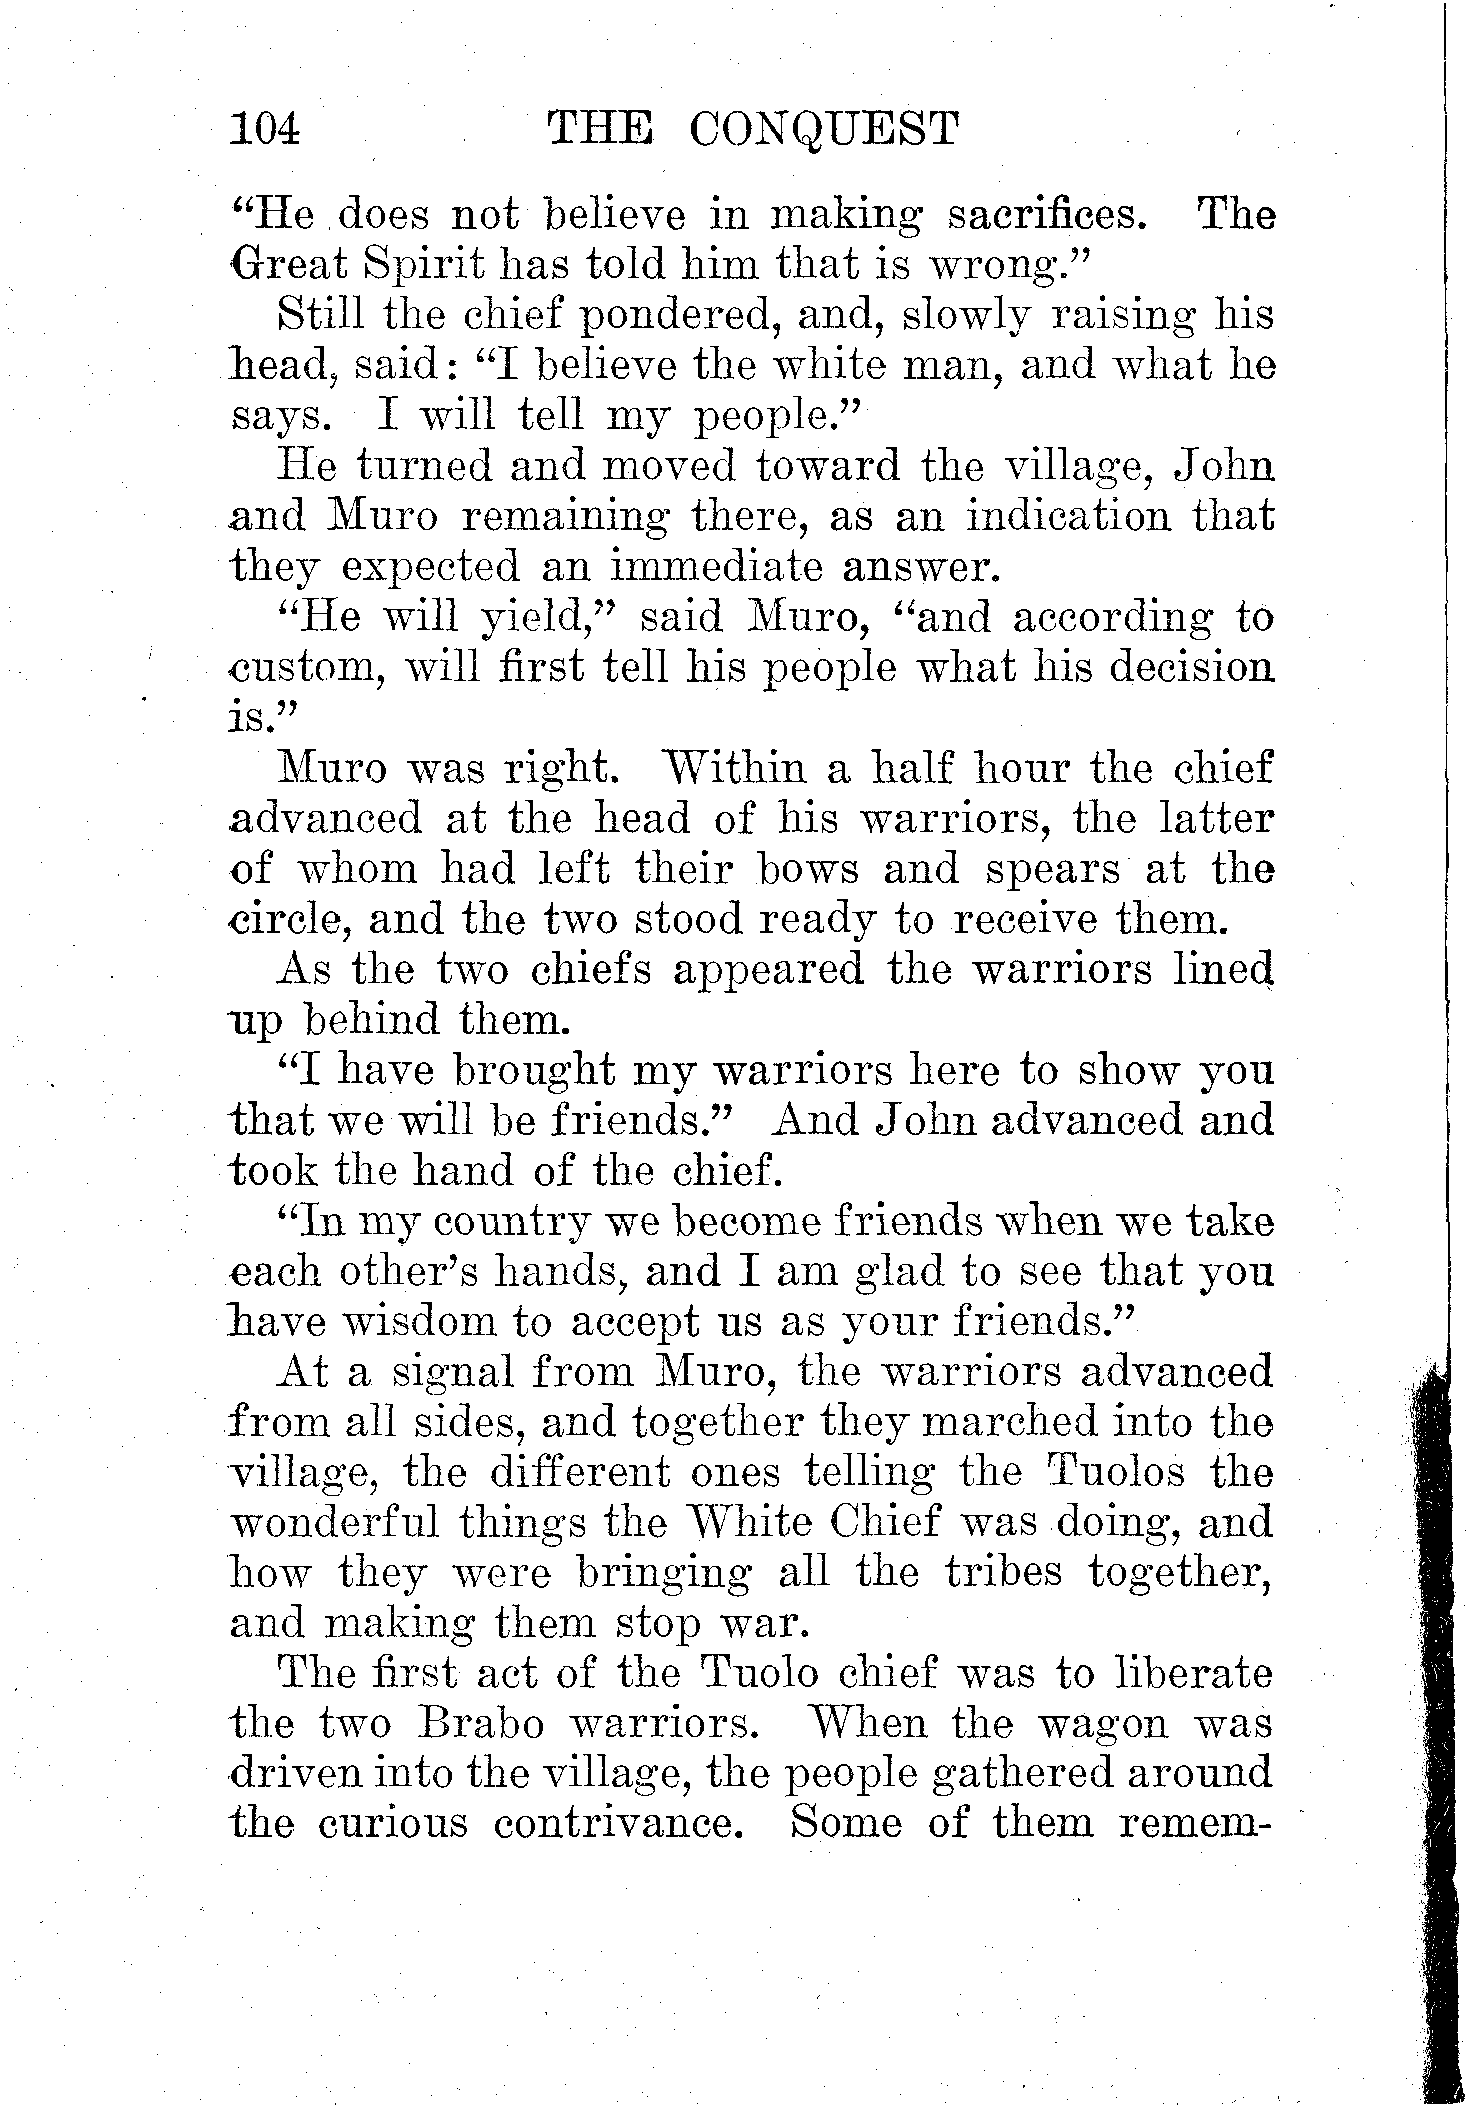 104 THE CONQUEST
“He does not believe in making sacrifices. The
Great Spirit has told him that is wrong.”
Still the chief pondered, and, slowly raising his
head, said: “I believe the white man, and what he
says. I will tell my people.”
He turned and moved toward the village, John
and Muro remaining there, as an indication that
they expected an immediate answer.
“He will yield,” said Muro, “and according to
custom, will first tell his people what his decision
is.”
Muro was right. Within a half hour the chief
advanced at the head of his warriors, the latter
of whom had left their bows and spears at the
circle, and the two stood ready to receive them.
As the two chiefs appeared the warriors lined
up behind them.
“I have brought my warriors here to show you
that we will be friends.” And John advanced and
took the hand of the chief.
“In my country we become friends when we take
each other’s hands, and I am glad to see that you
have wisdom to accept us as your friends.”
At a signal from Muro, the warriors advanced
from all sides, and together they marched into the
village, the different ones telling the Tuolos the
wonderful things the White Chief was doing, and
how they were bringing all the tribes together,
and making them stop war.
The first act of the Tuolo chief was to liberate
the two Brabo warriors. When the wagon was
driven into the village, the people gathered around
the curious contrivance. Some of them remem-